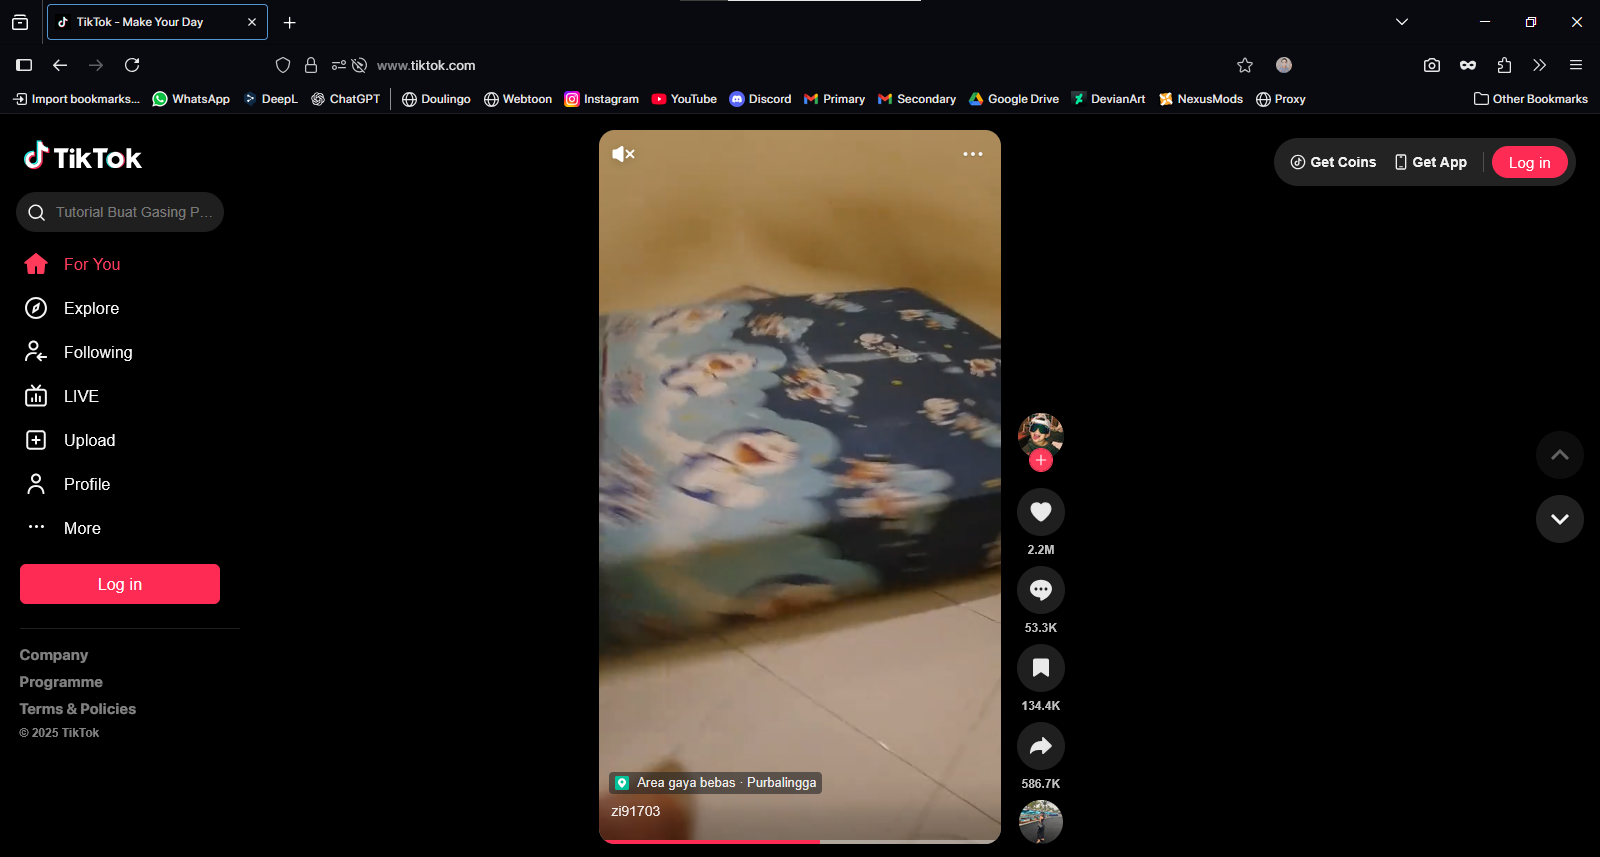 TikTok - Make Your Day
www.tiktok.com
Import bookmarks... WhatsApp DeepL ChatGPT Doulingo Webtoon Instagram YouTube Discord Primary Secondary Google Drive DevianArt NexusMods Proxy Other Bookmarks
TikTok
Get Coins Get App Log in
Tutorial Buat Gasing P...
For You
Explore
Following
LIVE
Upload
Profile
More
Log in
Company
Programme
Terms & Policies
© 2025 TikTok
2.2M
53.3K
134.4K
586.7K
Area gaya bebas · Purbalingga
zi91703